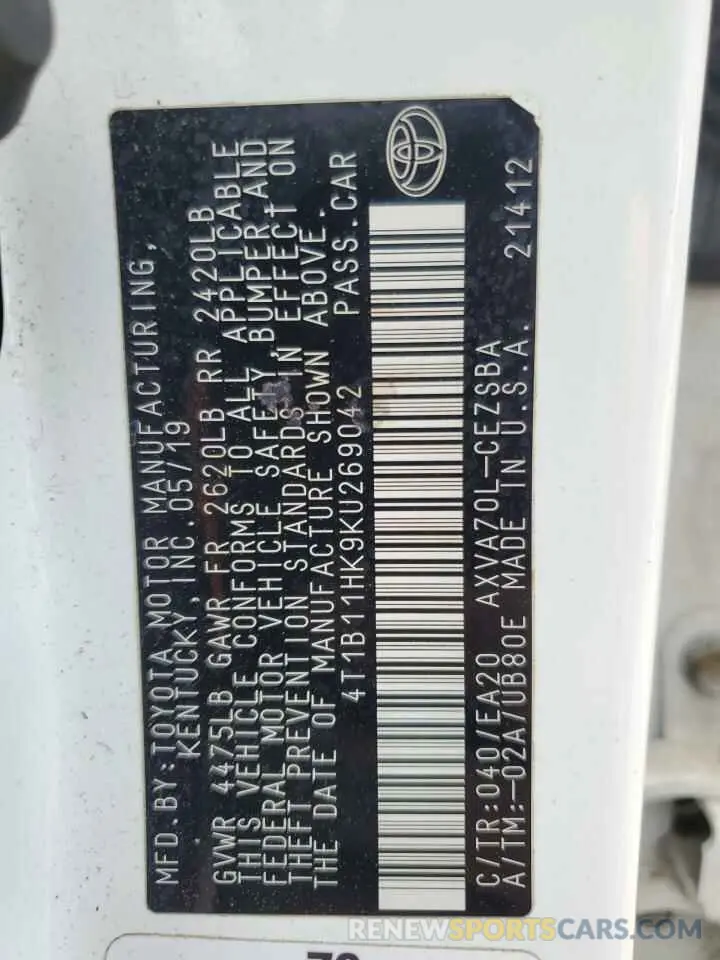 MFD.BY:TOYOTA MOTOR MANUFACTURING,
KENTUCKY, INC.05/19
GVWR 4475LB GAWR FR 2620LB RR 2420LB
THIS VEHICLE CONFORMS TO ALL APPLICABLE
FEDERAL MOTOR VEHICLE SAFETY, BUMPER AND
THEFT PREVENTION STANDARDS IN EFFECT ON
THE DATE OF MANUFACTURE SHOWN ABOVE.
4T1B11HK9KU269042 PASS.CAR
C/TR:040/EA20 AXVA70L-CEZSBA
A/TM:-02A/UB80E MADE IN U.S.A. 21412
RENEWSPORTSCARS.COM